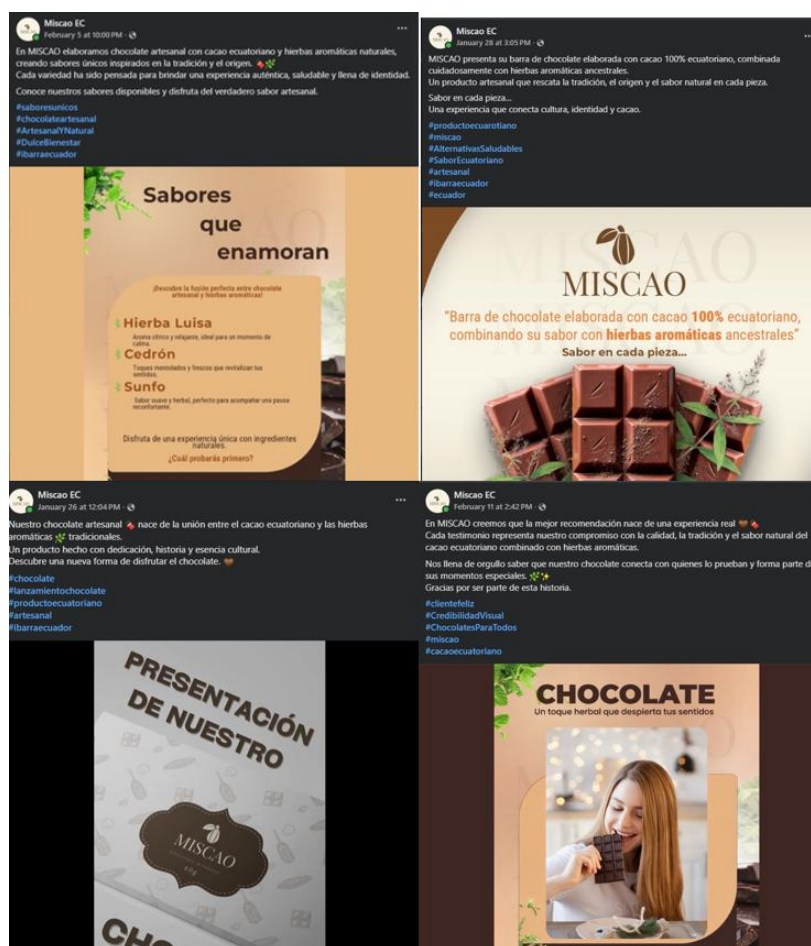 Miscao EC
February 5 at 10:00 PM
En MISCAO elaboramos chocolate artesanal con cacao ecuatoriano y hierbas aromáticas naturales,
creando sabores únicos inspirados en la tradición y el origen.
Cada variedad ha sido pensada para brindar una experiencia auténtica, saludable y llena de identidad.
Conoce nuestros sabores disponibles y disfruta del verdadero sabor artesanal.
#saboresunicos
#chocolateartesanal
#ArtesanalYNatural
#DulceBienestar
#ibarraecuador
Sabores
que
enamoran
¡Descubre la fusión perfecta entre chocolate
artesanal y hierbas aromáticas!
Hierba Luisa
Aroma cítrico y relajante, ideal para un momento de
calma.
Cedrón
Toques mentolados y frescos que revitalizan tus
sentidos.
Sunfo
Sabor suave y herbal, perfecto para acompañar una pausa
reconfortante.
Disfruta de una experiencia única con ingredientes
naturales.
¿Cuál probarás primero?
Miscao EC
January 28 at 3:05 PM
MISCAO presenta su barra de chocolate elaborada con cacao 100% ecuatoriano, combinada
cuidadosamente con hierbas aromáticas ancestrales.
Un producto artesanal que rescata la tradición, el origen y el sabor natural en cada pieza.
Sabor en cada pieza...
Una experiencia que conecta cultura, identidad y cacao.
#productoecuarotiano
#miscao
#AlternativasSaludables
#SaborEcuatoriano
#artesanal
#ibarraecuador
#ecuador
MISCAO
"Barra de chocolate elaborada con cacao 100% ecuatoriano,
combinando su sabor con hierbas aromáticas ancestrales"
Sabor en cada pieza...
Miscao EC
January 26 at 12:04 PM
Nuestro chocolate artesanal nace de la unión entre el cacao ecuatoriano y las hierbas
aromáticas tradicionales.
Un producto hecho con dedicación, historia y esencia cultural.
Descubre una nueva forma de disfrutar el chocolate.
#chocolate
#lanzamientochocolate
#productoecuatoriano
#artesanal
#ibarraecuador
PRESENTACIÓN
DE NUESTRO
MISCAO
40g
Miscao EC
February 11 at 2:42 PM
En MISCAO creemos que la mejor recomendación nace de una experiencia real
Cada testimonio representa nuestro compromiso con la calidad, la tradición y el sabor natural del
cacao ecuatoriano combinado con hierbas aromáticas.
Nos llena de orgullo saber que nuestro chocolate conecta con quienes lo prueban y forma parte de
sus momentos especiales.
Gracias por ser parte de esta historia.
#clientefeliz
#CredibilidadVisual
#ChocolatesParaTodos
#miscao
#cacaoecuatoriano
CHOCOLATE
Un toque herbal que despierta tus sentidos